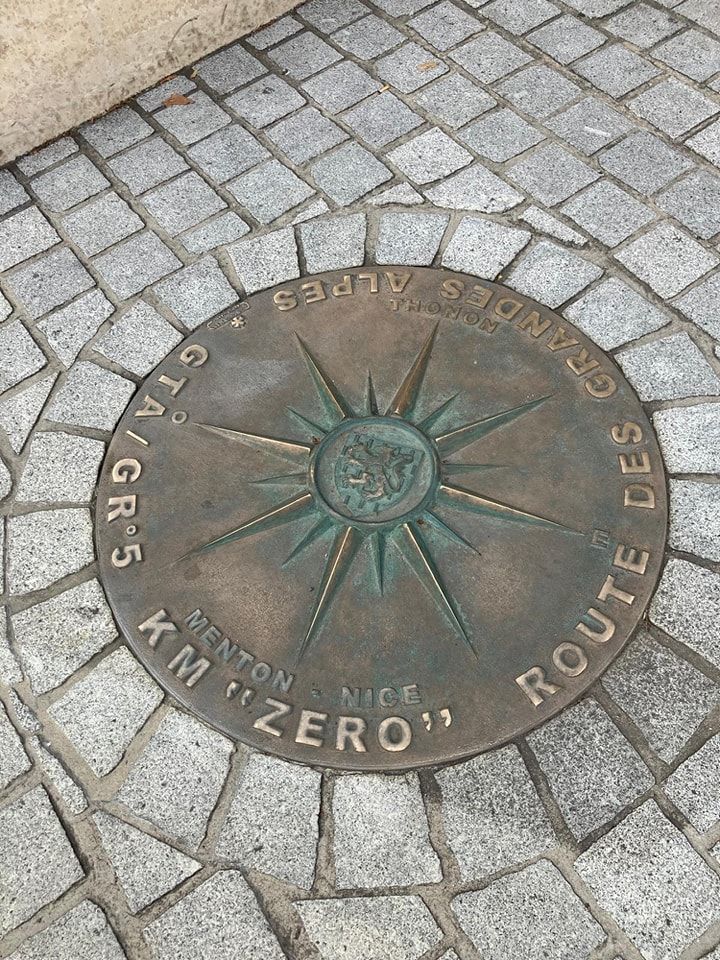 KM "ZERO"
MENTON - NICE
ROUTE DES GRANDES ALPES
THONON
GTA/GR°5